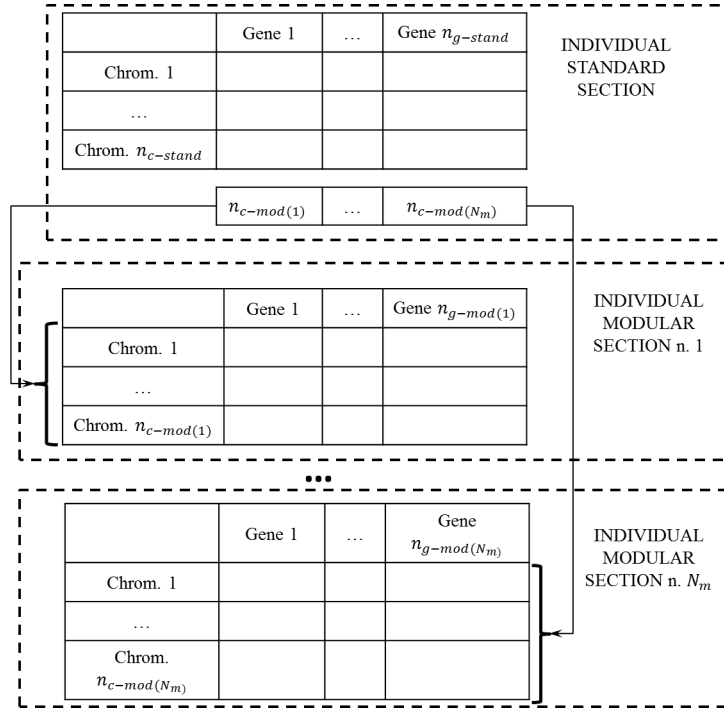 Gene 1 … Gene n_{g-stand}
INDIVIDUAL
STANDARD
SECTION
Chrom. 1
…
Chrom. n_{c-stand}
n_{c-mod(1)} … n_{c-mod(N_m)}
Gene 1 … Gene n_{g-mod(1)}
INDIVIDUAL
MODULAR
SECTION n. 1
Chrom. 1
…
Chrom. n_{c-mod(1)}
...
Gene 1 … Gene
n_{g-mod(N_m)}
INDIVIDUAL
MODULAR
SECTION n. N_m
Chrom. 1
…
Chrom.
n_{c-mod(N_m)}